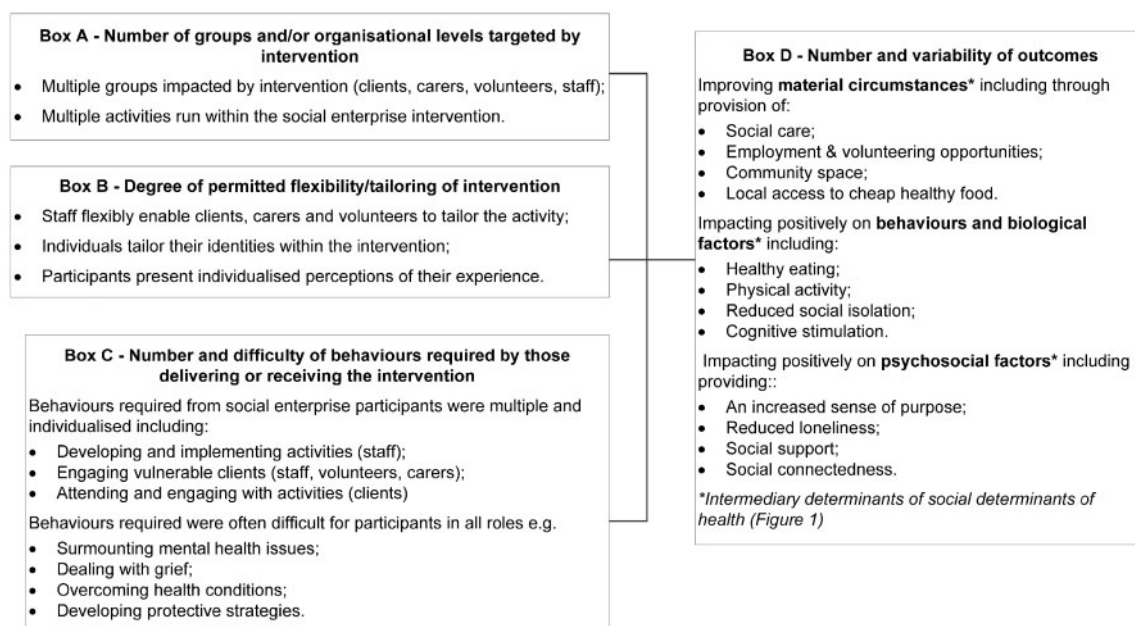 Box A - Number of groups and/or organisational levels targeted by
intervention
• Multiple groups impacted by intervention (clients, carers, volunteers, staff);
• Multiple activities run within the social enterprise intervention.
Box B - Degree of permitted flexibility/tailoring of intervention
• Staff flexibly enable clients, carers and volunteers to tailor the activity;
• Individuals tailor their identities within the intervention;
• Participants present individualised perceptions of their experience.
Box C - Number and difficulty of behaviours required by those
delivering or receiving the intervention
Behaviours required from social enterprise participants were multiple and
individualised including:
• Developing and implementing activities (staff);
• Engaging vulnerable clients (staff, volunteers, carers);
• Attending and engaging with activities (clients)
Behaviours required were often difficult for participants in all roles e.g.
• Surmounting mental health issues;
• Dealing with grief;
• Overcoming health conditions;
• Developing protective strategies.
Box D - Number and variability of outcomes
Improving material circumstances* including through
provision of:
• Social care;
• Employment & volunteering opportunities;
• Community space;
• Local access to cheap healthy food.
Impacting positively on behaviours and biological
factors* including:
• Healthy eating;
• Physical activity;
• Reduced social isolation;
• Cognitive stimulation.
Impacting positively on psychosocial factors* including
providing::
• An increased sense of purpose;
• Reduced loneliness;
• Social support;
• Social connectedness.
*Intermediary determinants of social determinants of
health (Figure 1)